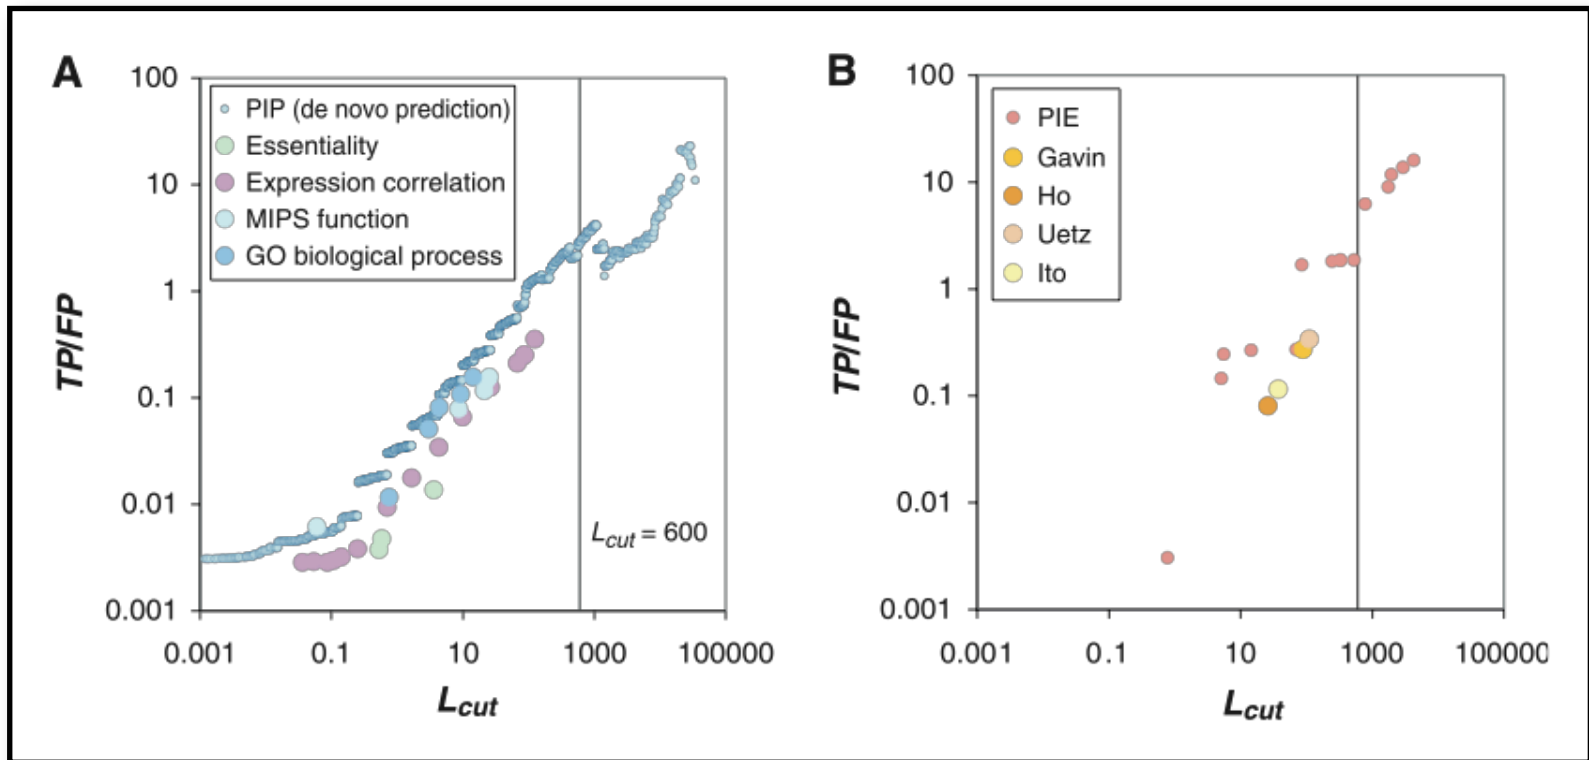 A
100
10
1
0.1
0.01
0.001
TP/FP
PIP (de novo prediction)
Essentiality
Expression correlation
MIPS function
GO biological process
Lcut = 600
0.001 0.1 10 1000 100000
Lcut
B
100
10
1
0.1
0.01
0.001
TP/FP
PIE
Gavin
Ho
Uetz
Ito
0.001 0.1 10 1000 100000
Lcut